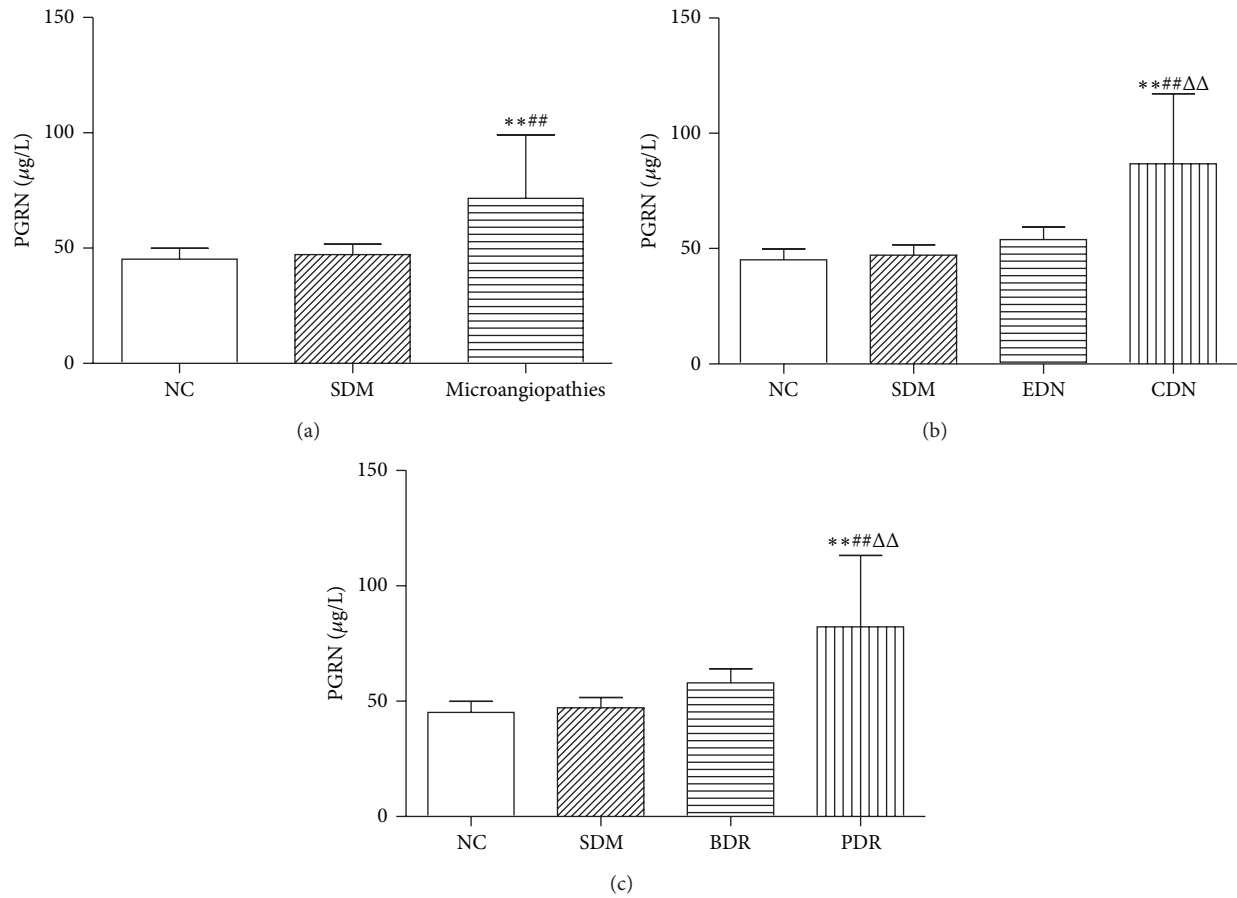 150
100
50
0
PGRN (μg/L)
**##
NC SDM Microangiopathies
(a)
150
100
50
0
PGRN (μg/L)
**##ΔΔ
NC SDM EDN CDN
(b)
150
100
50
0
PGRN (μg/L)
**##ΔΔ
NC SDM BDR PDR
(c)